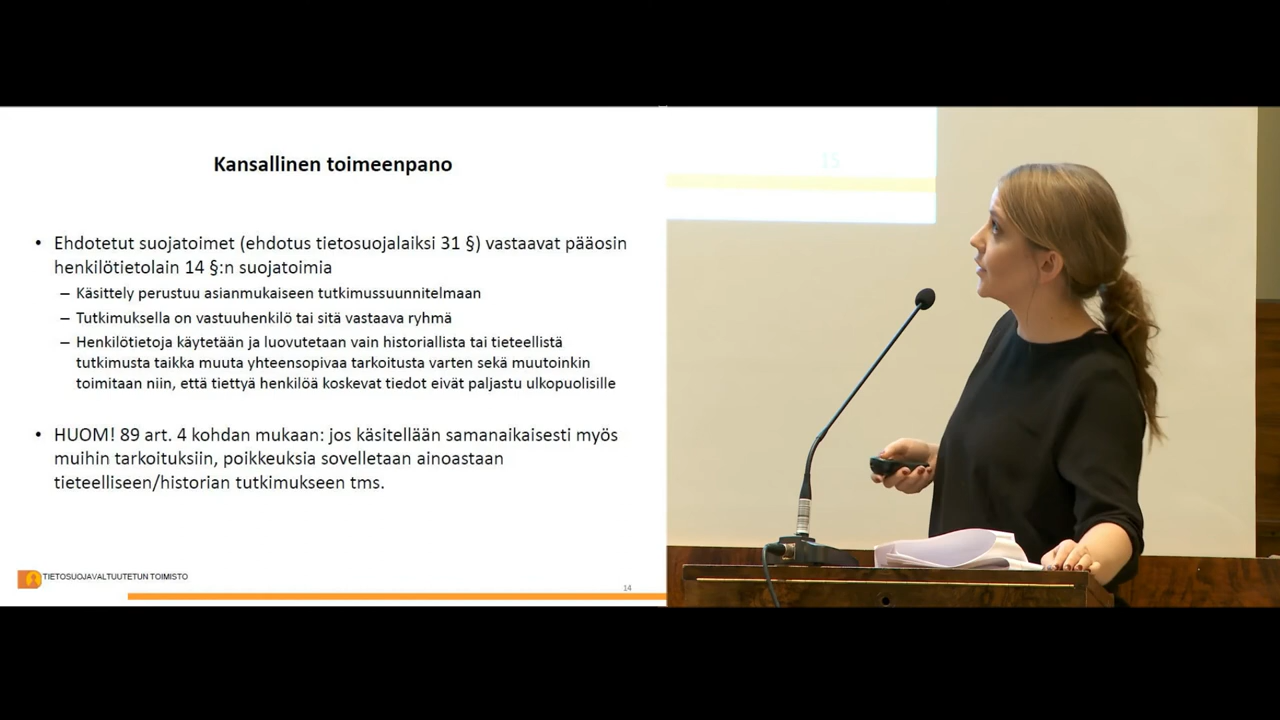 Kansallinen toimeenpano
• Ehdotetut suojatoimet (ehdotus tietosuojalaiksi 31 §) vastaavat pääosin
henkilötietolain 14 §:n suojatoimia
– Käsittely perustuu asianmukaiseen tutkimussuunnitelmaan
– Tutkimuksella on vastuuhenkilö tai sitä vastaava ryhmä
– Henkilötietoja käytetään ja luovutetaan vain historiallista tai tieteellistä
tutkimusta taikka muuta yhteensopivaa tarkoitusta varten sekä muutoinkin
toimitaan niin, että tiettyä henkilöä koskevat tiedot eivät paljastu ulkopuolisille
• HUOM! 89 art. 4 kohdan mukaan: jos käsitellään samanaikaisesti myös
muihin tarkoituksiin, poikkeuksia sovelletaan ainoastaan
tieteelliseen/historian tutkimukseen tms.
TIETOSUOJAVALTUUTETUN TOIMISTO
14
15